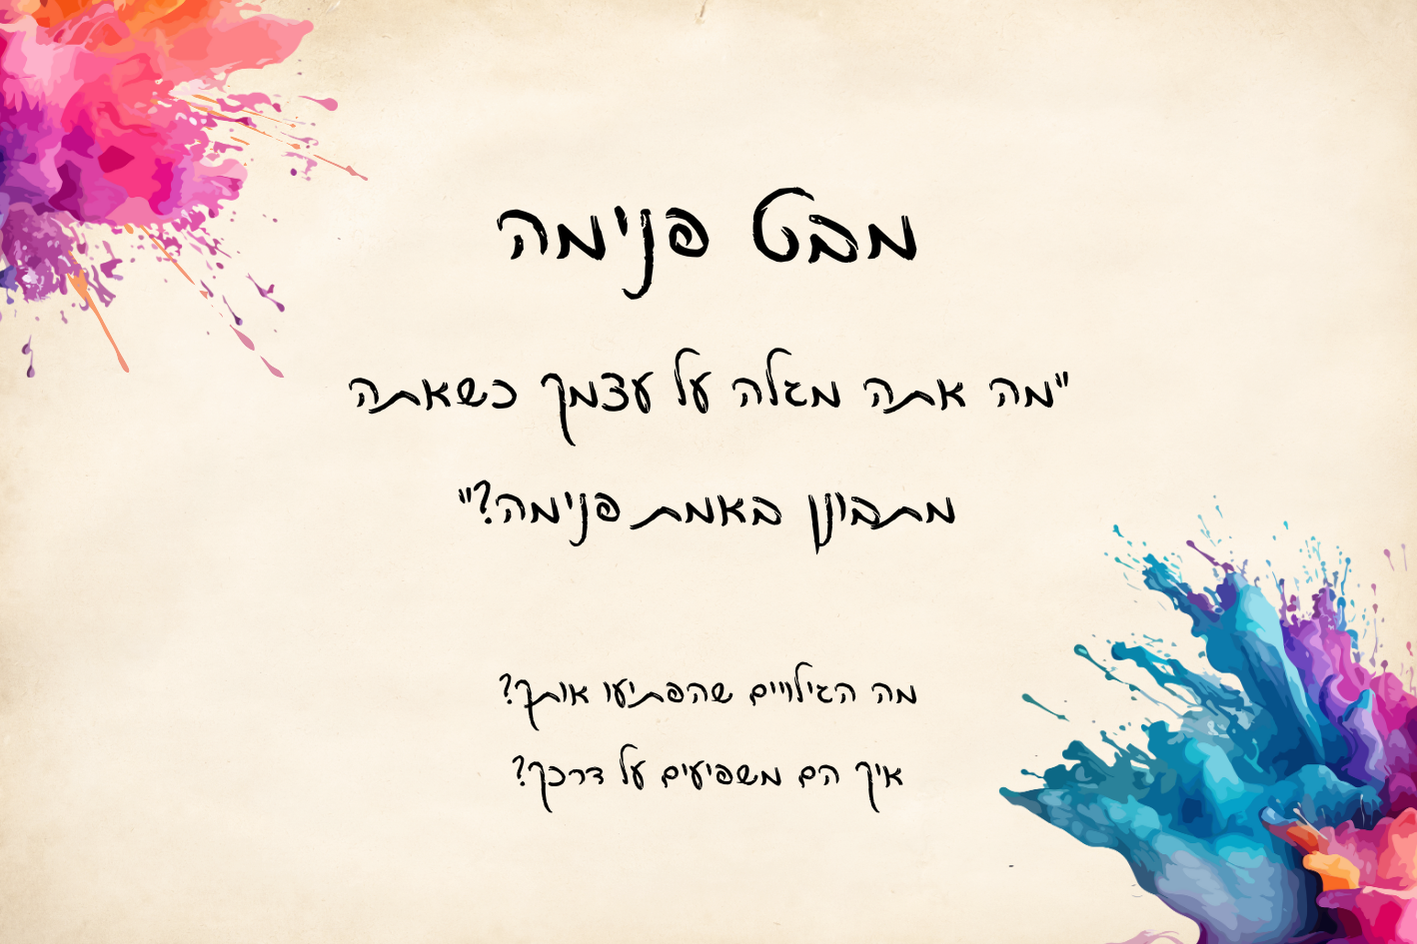 מבט פנימה
"מה אתה מגלה על עצמך כשאתה
מתבונן באמת פנימה?"
מה הגילויים שהפתיעו אותך?
איך הם משפיעים על דרכך?